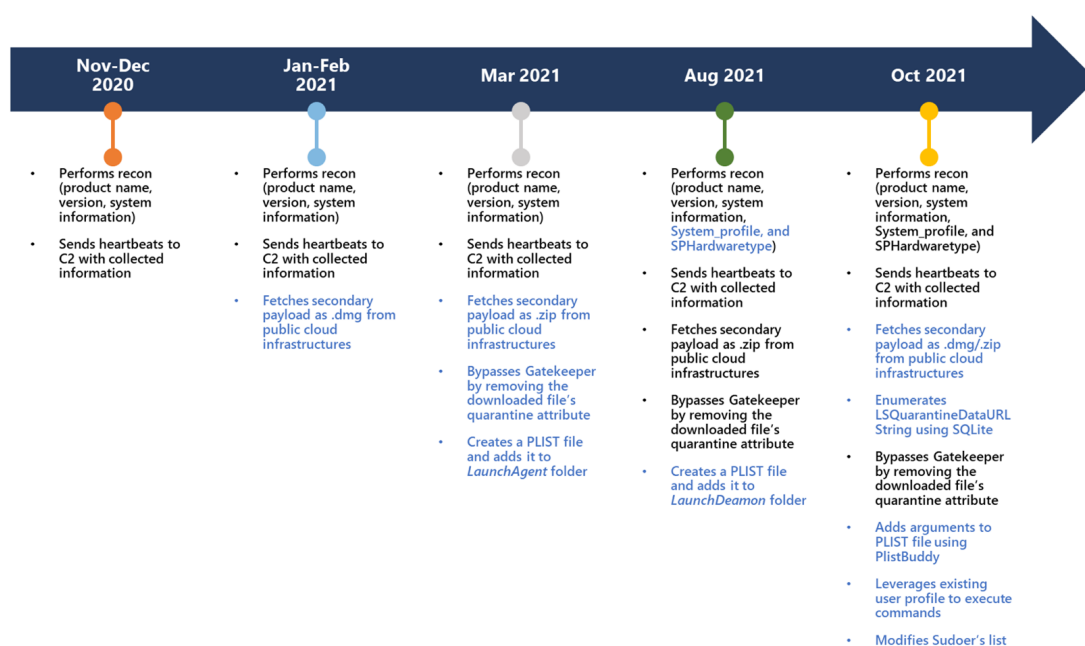 Nov-Dec
2020
Jan-Feb
2021
Mar 2021
Aug 2021
Oct 2021
• Performs recon
(product name,
version, system
information)
• Sends heartbeats to
C2 with collected
information
• Performs recon
(product name,
version, system
information)
• Sends heartbeats to
C2 with collected
information
• Fetches secondary
payload as .dmg from
public cloud
infrastructures
• Performs recon
(product name,
version, system
information)
• Sends heartbeats to
C2 with collected
information
• Fetches secondary
payload as .zip from
public cloud
infrastructures
• Bypasses Gatekeeper
by removing the
downloaded file's
quarantine attribute
• Creates a PLIST file
and adds it to
LaunchAgent folder
• Performs recon
(product name,
version, system
information,
System_profile, and
SPHardwaretype)
• Sends heartbeats to
C2 with collected
information
• Fetches secondary
payload as .zip from
public cloud
infrastructures
• Bypasses Gatekeeper
by removing the
downloaded file's
quarantine attribute
• Creates a PLIST file
and adds it to
LaunchDeamon folder
• Performs recon
(product name,
version, system
information,
System_profile, and
SPHardwaretype)
• Sends heartbeats to
C2 with collected
information
• Fetches secondary
payload as .dmg/.zip
from public cloud
infrastructures
• Enumerates
LSQuarantineDataURL
String using SQLite
• Bypasses Gatekeeper
by removing the
downloaded file's
quarantine attribute
• Adds arguments to
PLIST file using
PlistBuddy
• Leverages existing
user profile to execute
commands
• Modifies Sudoer's list